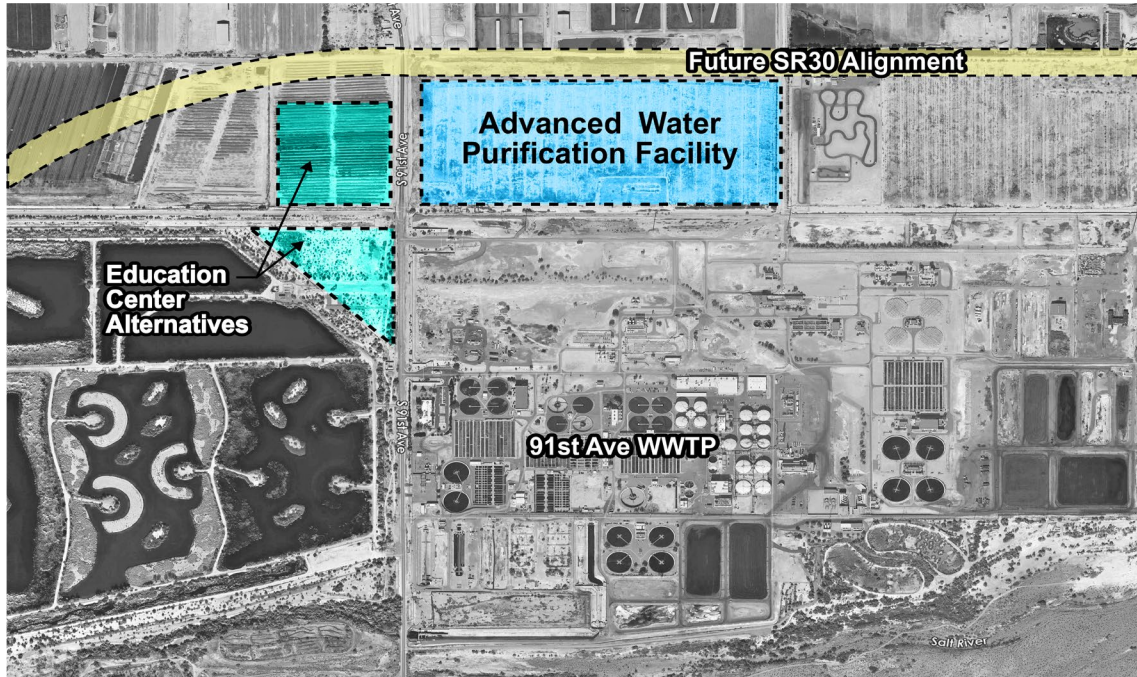 Ave
Future SR30 Alignment
Advanced Water
Purification Facility
S 91st Ave
Education
Center
Alternatives
S 91st Ave
91st Ave WWTP
Salt River